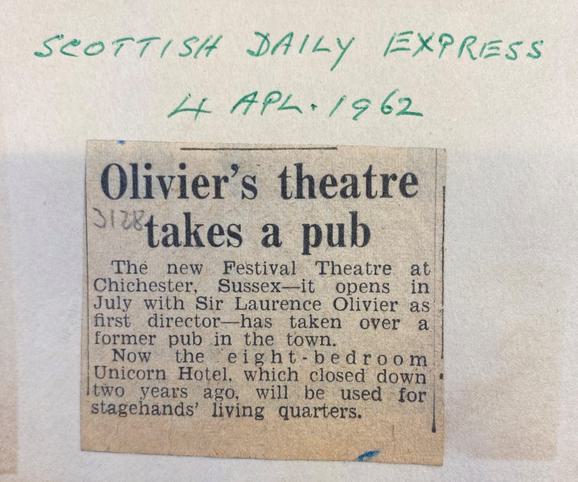 SCOTTISH DAILY EXPRESS
4 APL. 1962
Olivier's theatre
3128
takes a pub
The new Festival Theatre at
Chichester, Sussex—it opens in
July with Sir Laurence Olivier as
first director—has taken over a
former pub in the town.
Now the eight-bedroom
Unicorn Hotel, which closed down
two years ago, will be used for
stagehands' living quarters.